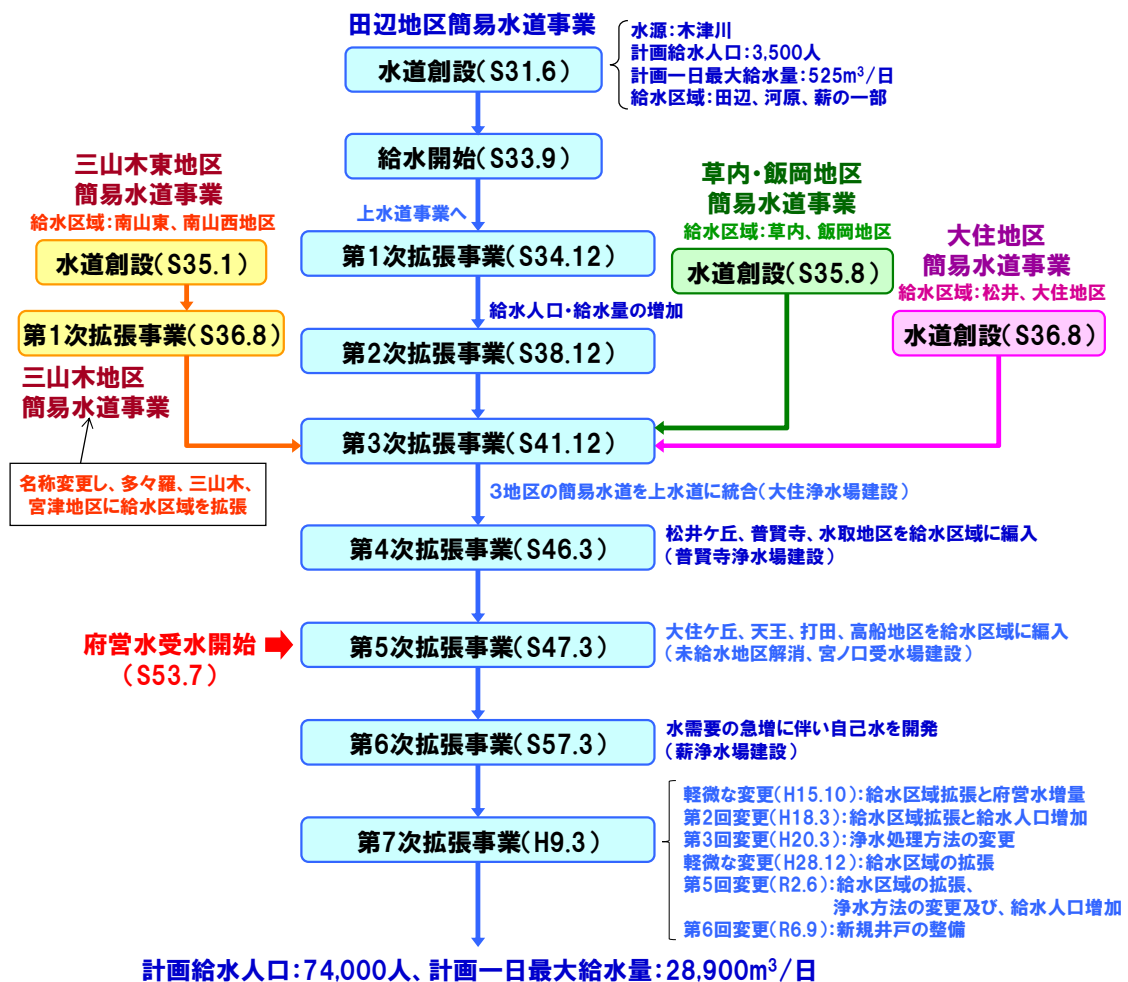 田辺地区簡易水道事業
水道創設(S31.6)
水源:木津川
計画給水人口:3,500人
計画一日最大給水量:525m³/日
給水区域:田辺、河原、薪の一部
給水開始(S33.9)
上水道事業へ
第1次拡張事業(S34.12)
給水人口・給水量の増加
第2次拡張事業(S38.12)
三山木東地区
簡易水道事業
給水区域:南山東、南山西地区
水道創設(S35.1)
第1次拡張事業(S36.8)
三山木地区
簡易水道事業
名称変更し、多々羅、三山木、
宮津地区に給水区域を拡張
草内・飯岡地区
簡易水道事業
給水区域:草内、飯岡地区
水道創設(S35.8)
大住地区
簡易水道事業
給水区域:松井、大住地区
水道創設(S36.8)
第3次拡張事業(S41.12)
3地区の簡易水道を上水道に統合(大住浄水場建設)
第4次拡張事業(S46.3)
松井ケ丘、普賢寺、水取地区を給水区域に編入
(普賢寺浄水場建設)
府営水受水開始
(S53.7)
第5次拡張事業(S47.3)
大住ケ丘、天王、打田、高船地区を給水区域に編入
(未給水地区解消、宮ノ口受水場建設)
第6次拡張事業(S57.3)
水需要の急増に伴い自己水を開発
(薪浄水場建設)
第7次拡張事業(H9.3)
軽微な変更(H15.10):給水区域拡張と府営水増量
第2回変更(H18.3):給水区域拡張と給水人口増加
第3回変更(H20.3):浄水処理方法の変更
軽微な変更(H28.12):給水区域の拡張
第5回変更(R2.6):給水区域の拡張、
浄水方法の変更及び、給水人口増加
第6回変更(R6.9):新規井戸の整備
計画給水人口:74,000人、計画一日最大給水量:28,900m³/日